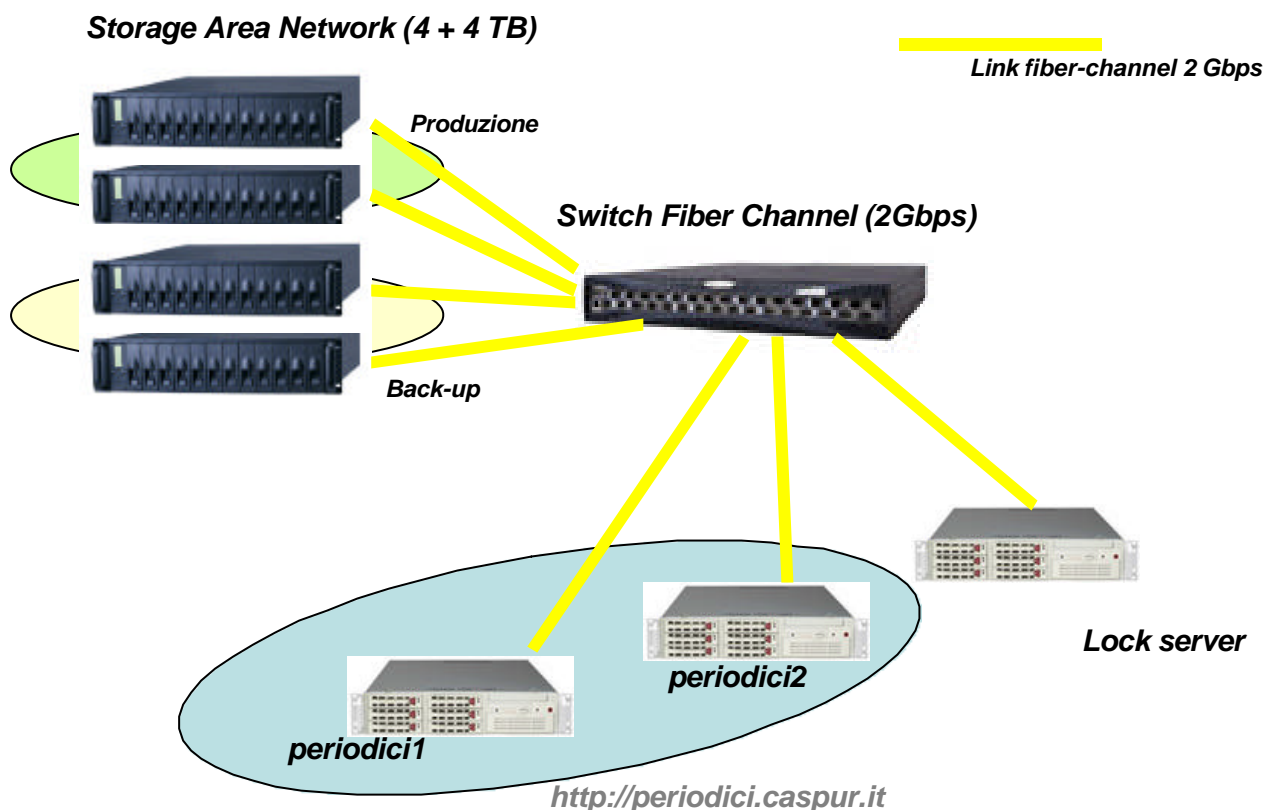 Storage Area Network (4 + 4 TB)
Link fiber-channel 2 Gbps
Produzione
Switch Fiber Channel (2Gbps)
Back-up
Lock server
periodici2
periodici1
http://periodici.caspur.it